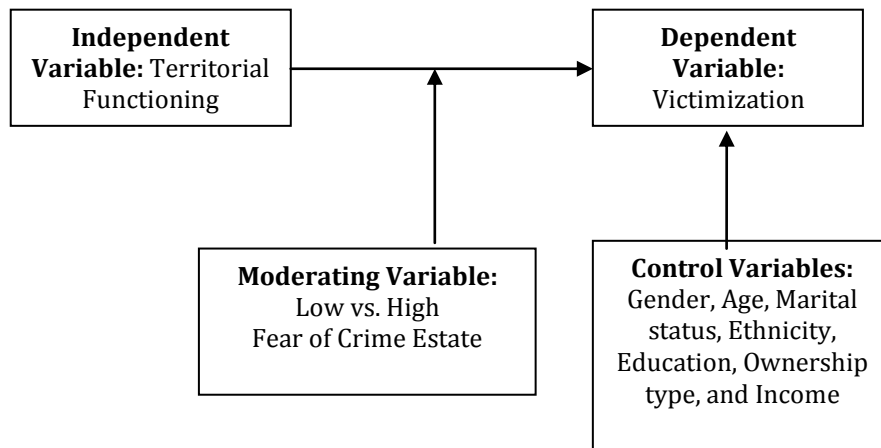 Independent
Variable: Territorial
Functioning
Dependent
Variable:
Victimization
Moderating Variable:
Low vs. High
Fear of Crime Estate
Control Variables:
Gender, Age, Marital
status, Ethnicity,
Education, Ownership
type, and Income